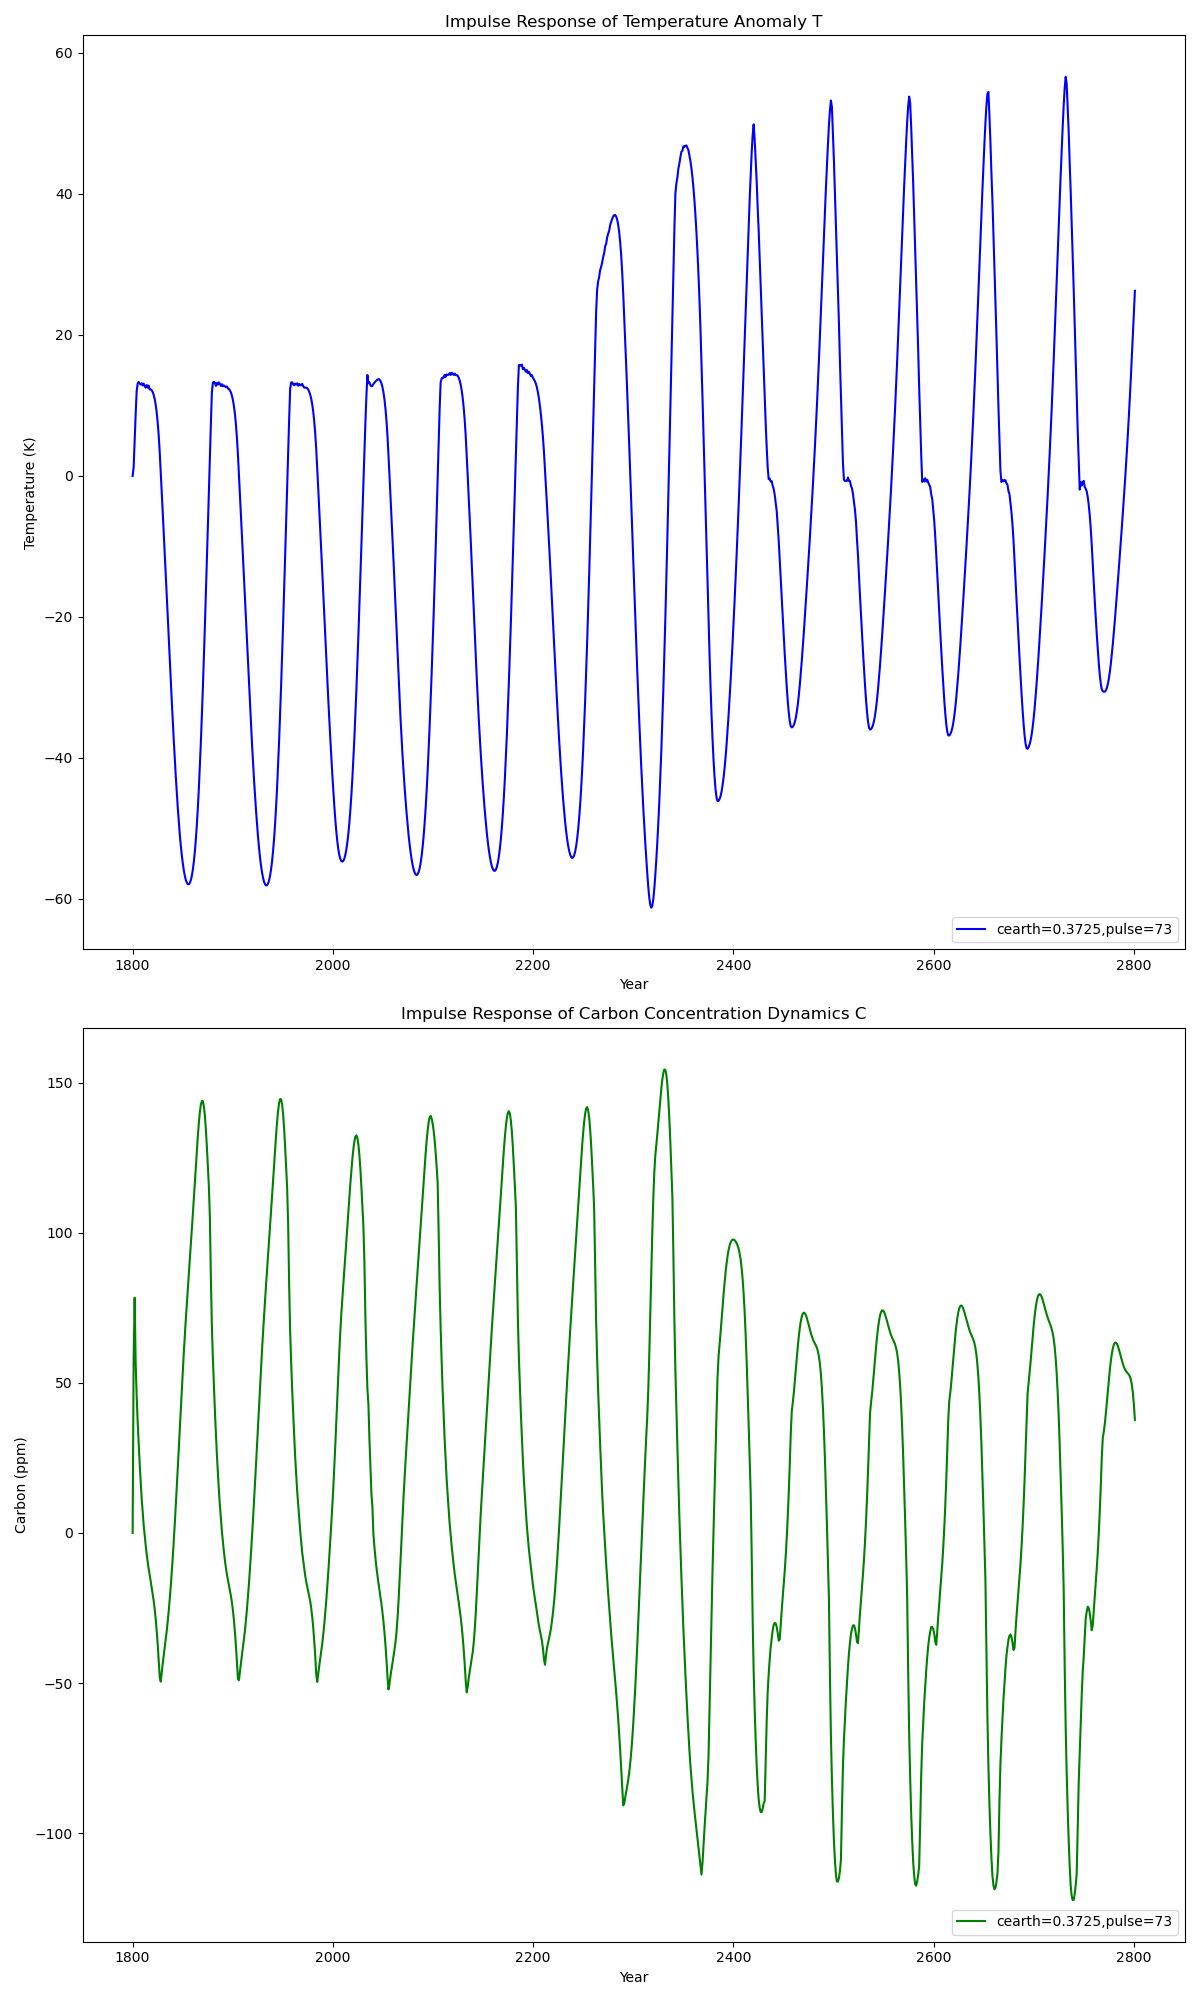 Impulse Response of Temperature Anomaly T
60
40
20
0
−20
−40
−60
Temperature (K)
cearth=0.3725,pulse=73
1800 2000 2200 2400 2600 2800
Year
Impulse Response of Carbon Concentration Dynamics C
150
100
50
0
−50
−100
Carbon (ppm)
cearth=0.3725,pulse=73
1800 2000 2200 2400 2600 2800
Year